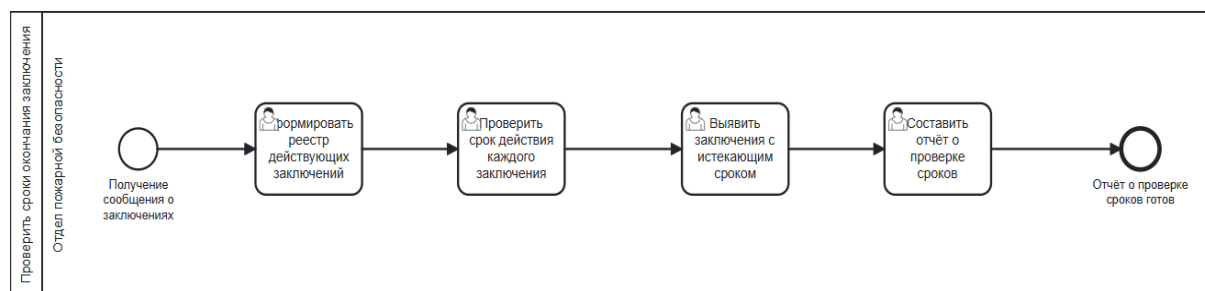 Проверить сроки окончания заключения
Отдел пожарной безопасности
Получение
сообщения о
заключениях
формировать
реестр
действующих
заключений
Проверить
срок действия
каждого
заключения
Выявить
заключения с
истекающим
сроком
Составить
отчёт о
проверке
сроков
Отчёт о проверке
сроков готов